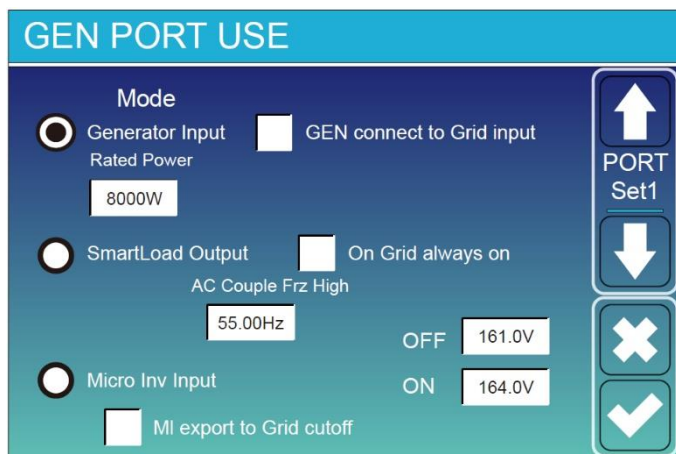 GEN PORT USE
Mode
Generator Input
GEN connect to Grid input
Rated Power
8000W
PORT
Set1
SmartLoad Output
On Grid always on
AC Couple Frz High
55.00Hz
OFF
161.0V
Micro Inv Input
ON
164.0V
MI export to Grid cutoff